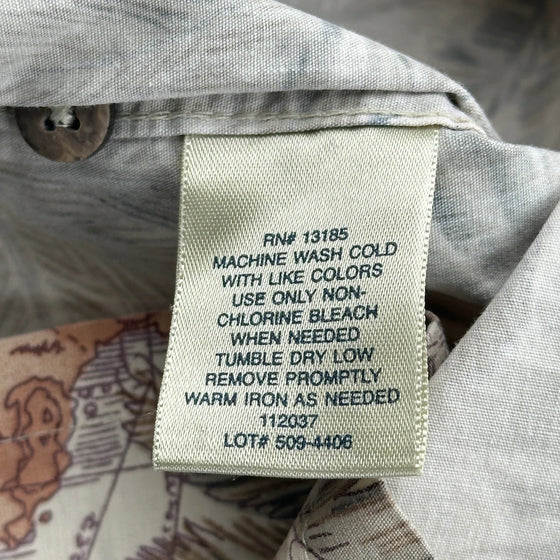 RN# 13185
MACHINE WASH COLD
WITH LIKE COLORS
USE ONLY NON-
CHLORINE BLEACH
WHEN NEEDED
TUMBLE DRY LOW
REMOVE PROMPTLY
WARM IRON AS NEEDED
112037
LOT# 509-4406